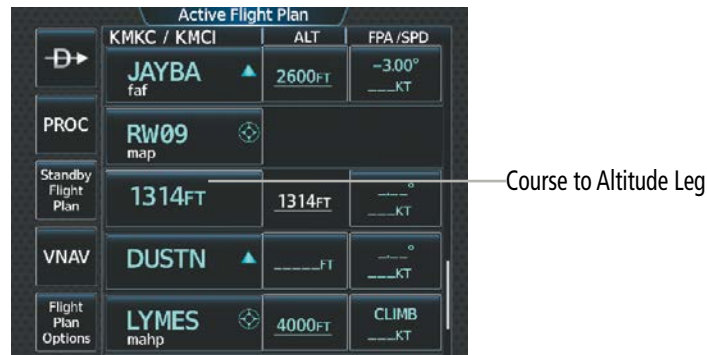 Active Flight Plan
KMKC / KMCI ALT FPA/SPD
JAYBA 2600FT -3.00°
faf ___KT
PROC
RW09
map
Standby
Flight
Plan
1314FT 1314FT _.__°
___KT
Course to Altitude Leg
VNAV
DUSTN _____FT _.__°
___KT
Flight
Plan
Options
LYMES 4000FT CLIMB
mahp ___KT
D